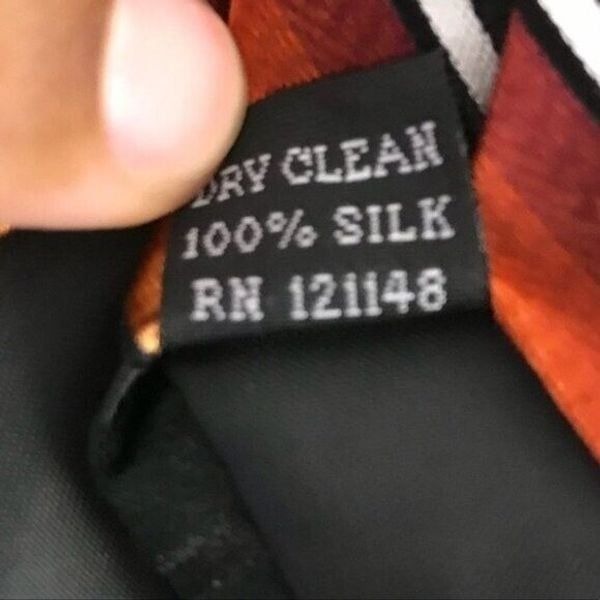 DRY CLEAN
100% SILK
RN 121148